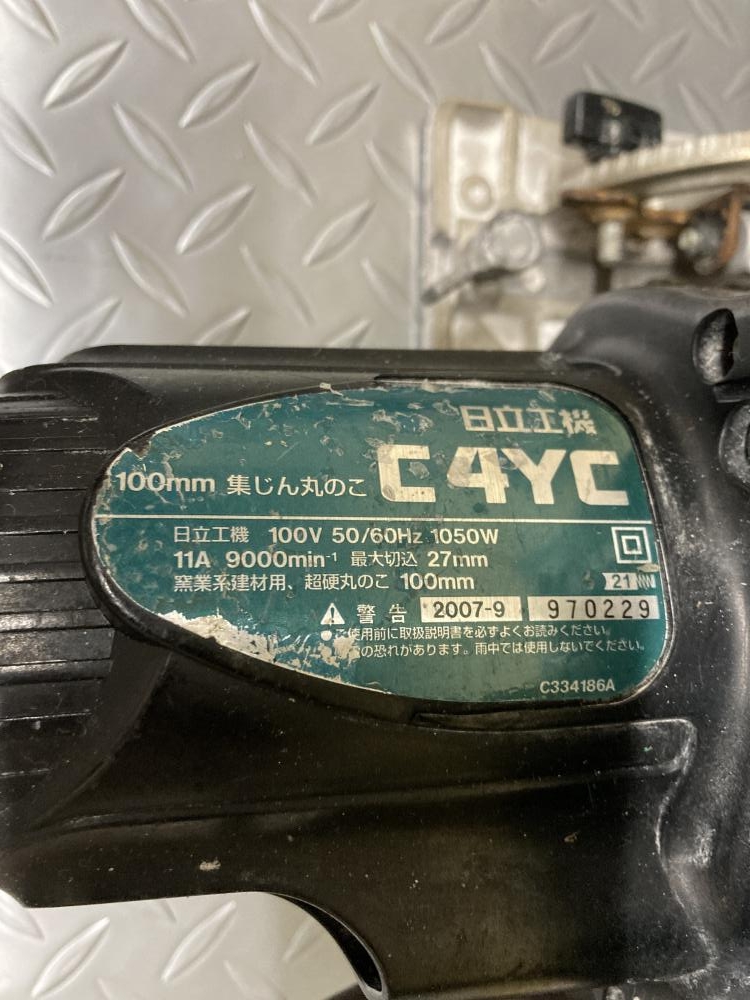 日立工機
100mm 集じん丸のこ C4YC
日立工機 100V 50/60Hz 1050W
11A 9000min⁻¹ 最大切込 27mm
窯業系建材用、超硬丸のこ 100mm
21
警告 2007-9 970229
使用前に取扱説明書を必ずよくお読みください。
の恐れがあります。雨中では使用しないでください。
C334186A